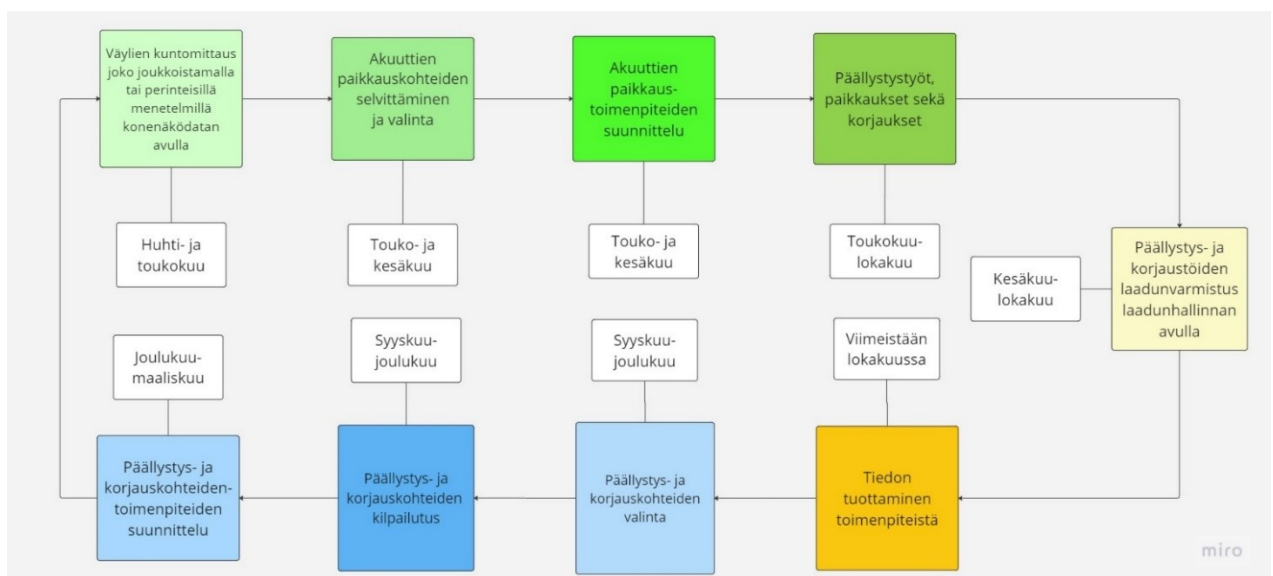 Väylien kuntomittaus
joko joukkoistamalla
tai perinteisillä
menetelmillä
konenäködatan
avulla
Akuuttien
paikkauskohteiden
selvittäminen
ja valinta
Akuuttien
paikkaus-
toimenpiteiden
suunnittelu
Päällystystyöt,
paikkaukset sekä
korjaukset
Huhti- ja
toukokuu
Touko- ja
kesäkuu
Touko- ja
kesäkuu
Toukokuu-
lokakuu
Kesäkuu-
lokakuu
Päällystys- ja
korjaustöiden
laadunvarmistus
laadunhallinnan
avulla
Joulukuu-
maaliskuu
Syyskuu-
joulukuu
Syyskuu-
joulukuu
Viimeistään
lokakuussa
Päällystys- ja
korjauskohteiden-
toimenpiteiden
suunnittelu
Päällystys- ja
korjauskohteiden
kilpailutus
Päällystys- ja
korjauskohteiden
valinta
Tiedon
tuottaminen
toimenpiteistä
miro